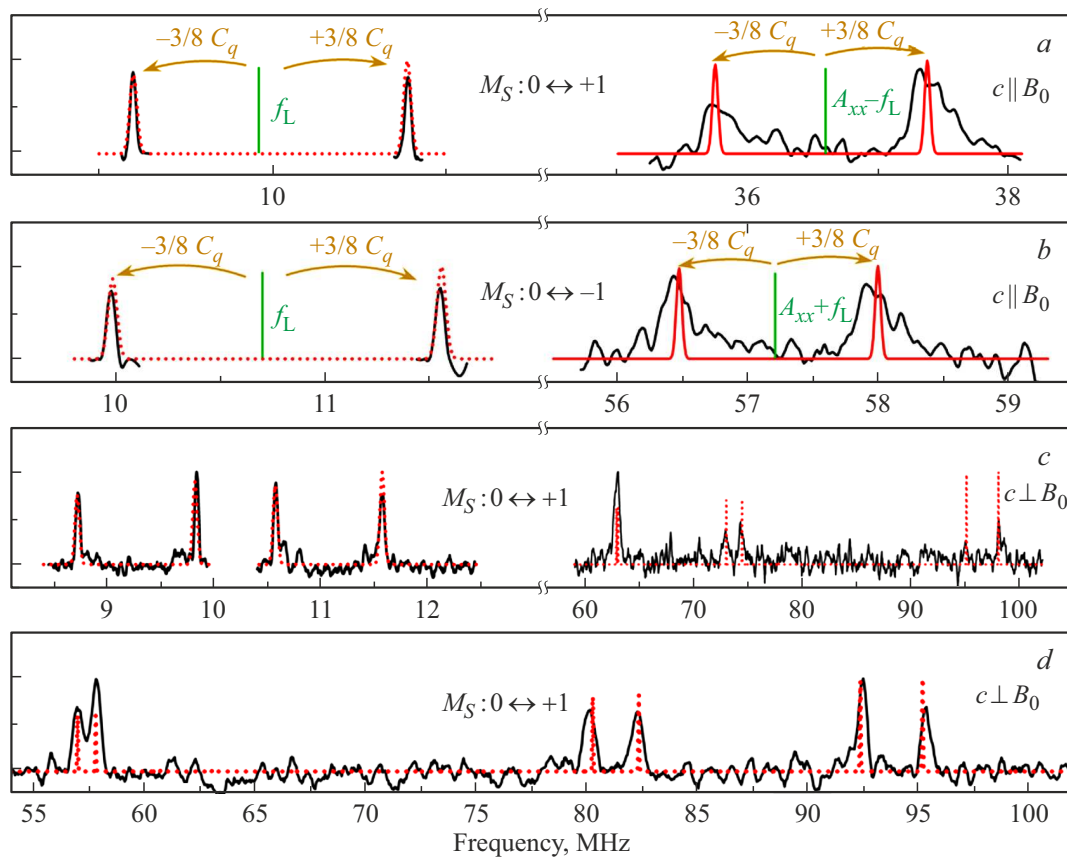 –3/8 C_q +3/8 C_q –3/8 C_q +3/8 C_q a
M_S : 0 ↔ +1 c ∥ B_0
f_L A_xx–f_L
10 36 38
–3/8 C_q +3/8 C_q –3/8 C_q +3/8 C_q b
M_S : 0 ↔ –1 c ∥ B_0
f_L A_xx+f_L
10 11 56 57 58 59
c
M_S : 0 ↔ +1 c ⊥ B_0
9 10 11 12 60 70 80 90 100
d
M_S : 0 ↔ +1 c ⊥ B_0
55 60 65 70 75 80 85 90 95 100
Frequency, MHz